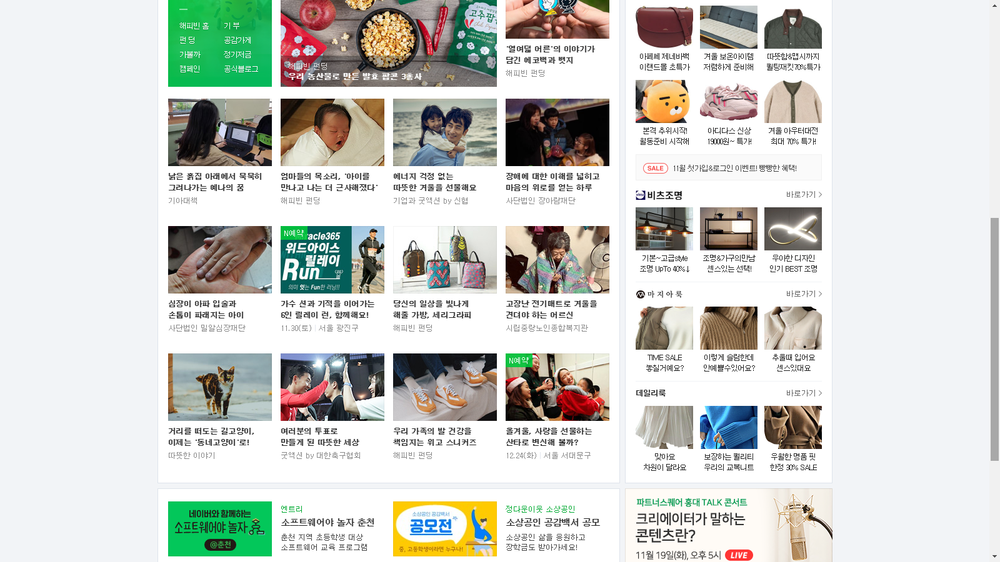 해피빈 홈
기부
펀딩
공감가게
가볼까
정기저금
캠페인
공식블로그
고추팝콘
해피빈 펀딩
우리 농산물로 만든 발효 팝콘 3총사
'열여덟 어른'의 이야기가
담긴 에코백과 뱃지
해피빈 펀딩
낡은 흙집 아래에서 묵묵히
그려나가는 예나의 꿈
기아대책
엄마들의 목소리, '아이를
만나고 나는 더 근사해졌다'
해피빈 펀딩
에너지 걱정 없는
따뜻한 겨울을 선물해요
기업과 굿액션 by 신협
장애에 대한 이해를 넓히고
마음의 위로를 얻는 하루
사단법인 장아람재단
심장이 아파 입술과
손톱이 파래지는 아이
사단법인 밀알심장재단
N예약
racle365
위드아이스
릴레이
Run
의미 잇는 Fun한 러닝!!
가수 션과 기적을 이어가는
6인 릴레이 런, 함께해요!
11.30(토) | 서울 광진구
당신의 일상을 빛나게
해줄 가방, 세리그라피
해피빈 펀딩
고장난 전기매트로 겨울을
견뎌야 하는 어르신
시립중랑노인종합복지관
거리를 떠도는 길고양이,
이제는 '동네고양이'로!
따뜻한 이야기
여러분의 투표로
만들게 된 따뜻한 세상
굿액션 by 대한축구협회
우리 가족의 발 건강을
책임지는 위고 스니커즈
해피빈 펀딩
N예약
올겨울, 사랑을 선물하는
산타로 변신해 볼까?
12.24(화) | 서울 서대문구
네이버와 함께하는
소프트웨어야 놀자
@춘천
엔트리
소프트웨어야 놀자 춘천
춘천 지역 초등학생 대상
소프트웨어 교육 프로그램
소상공인 공감백서
공모전
중, 고등학생이라면 누구나!
정다운이웃 소상공인
소상공인 공감백서 공모
소상공인 삶을 응원하고
장학금도 받아가세요!
아페쎄 제네바백
이랜드몰 초특가
겨울 보온아이템
저렴하게 준비해
따뜻함&맵시까지
퀼팅재킷70%특가
본격 추위시작!
월동준비 시작해
아디다스 신상
19000원~ 특가!
겨울 아우터대전
최대 70% 특가!
SALE 11월 첫가입&로그인 이벤트! 빵빵한 혜택!
비츠조명
바로가기
기본~고급style
조명 UpTo 40%↓
조명&가구의만남
센스있는 선택!
우아한 디자인
인기 BEST 조명
마지아룩
바로가기
TIME SALE
놓칠거예요?
이렇게 슬림한데
안예쁠수있어요?
추울때 입어요
센스있대요
데일리룩
바로가기
맞아요
차원이 달라요
보장하는 퀄리티
우리의 교복니트
우월한 명품 핏
한정 30% SALE
파트너스퀘어 홍대 TALK 콘서트
크리에이터가 말하는
콘텐츠란?
11월 19일(화), 오후 5시 LIVE